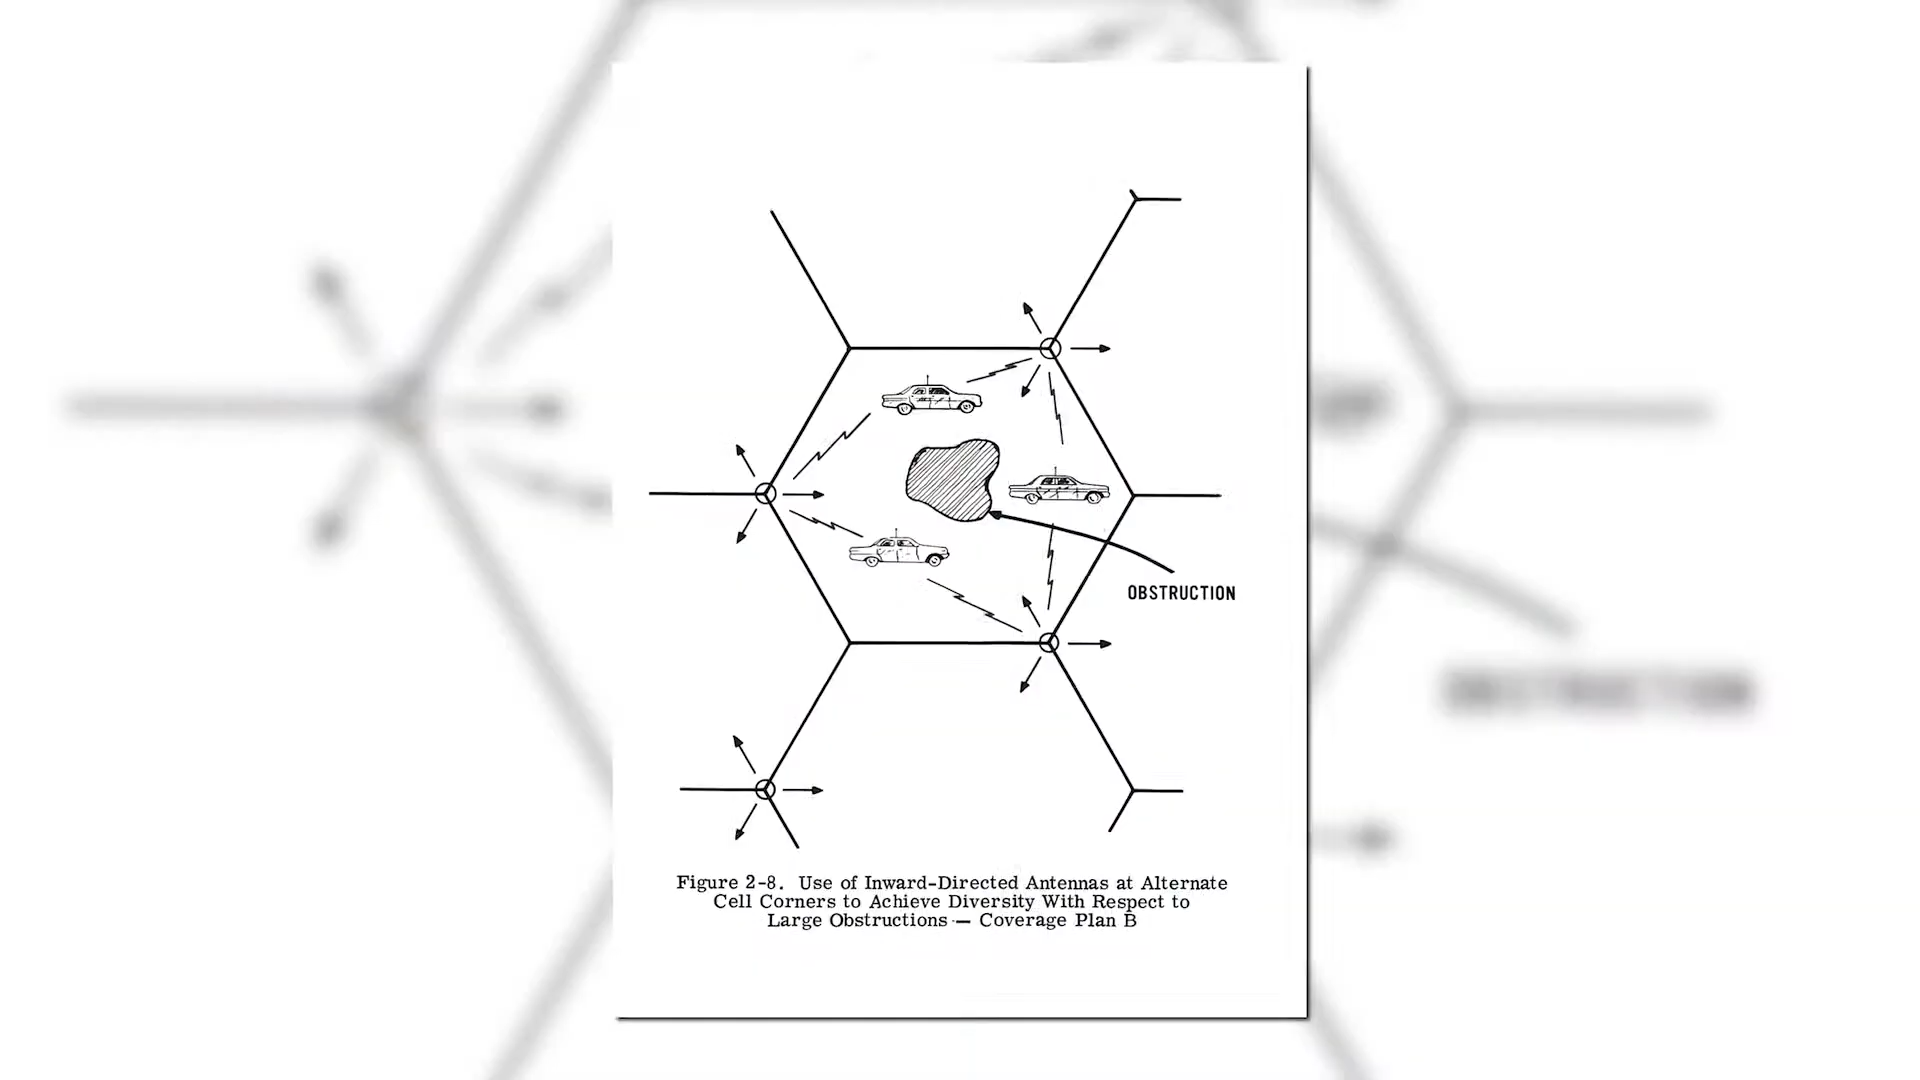 OBSTRUCTION
Figure 2-8. Use of Inward-Directed Antennas at Alternate
Cell Corners to Achieve Diversity With Respect to
Large Obstructions — Coverage Plan B